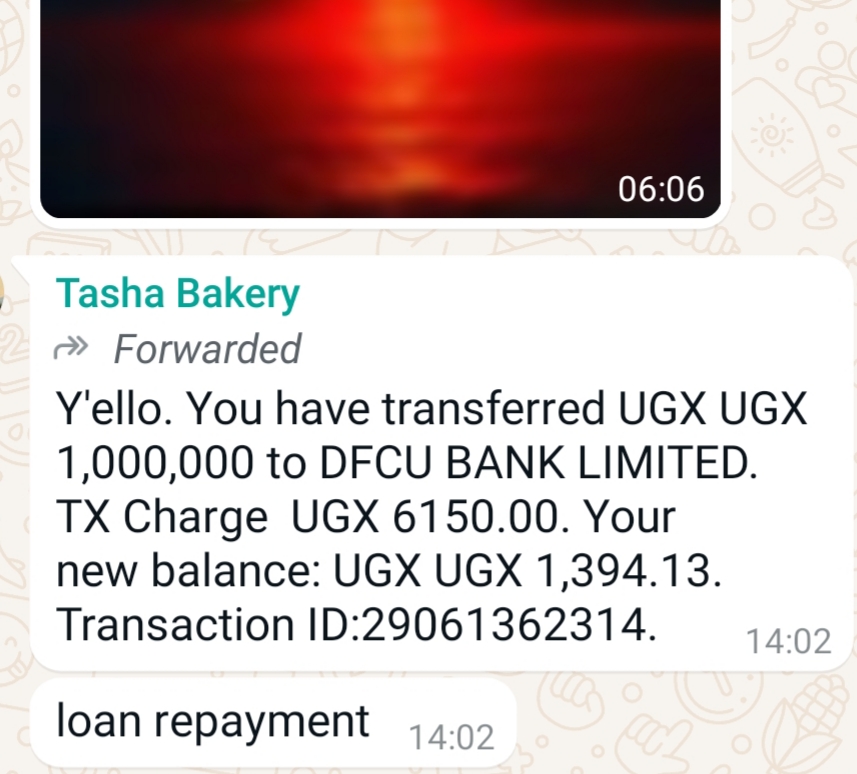 06:06
Tasha Bakery
Forwarded
Y'ello. You have transferred UGX UGX
1,000,000 to DFCU BANK LIMITED.
TX Charge  UGX 6150.00. Your
new balance: UGX UGX 1,394.13.
Transaction ID:29061362314.
14:02
loan repayment 14:02